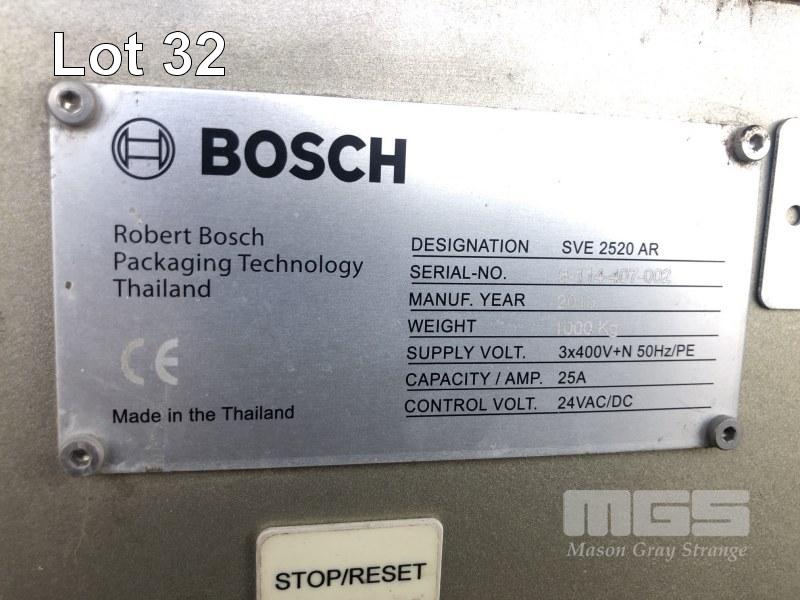 Lot 32
BOSCH
Robert Bosch
Packaging Technology
Thailand
DESIGNATION SVE 2520 AR
SERIAL-NO.
MANUF. YEAR
WEIGHT 1000 Kg
SUPPLY VOLT. 3x400V+N 50Hz/PE
CAPACITY / AMP. 25A
CONTROL VOLT. 24VAC/DC
CE
Made in the Thailand
MGS
Mason Gray Strange
STOP/RESET